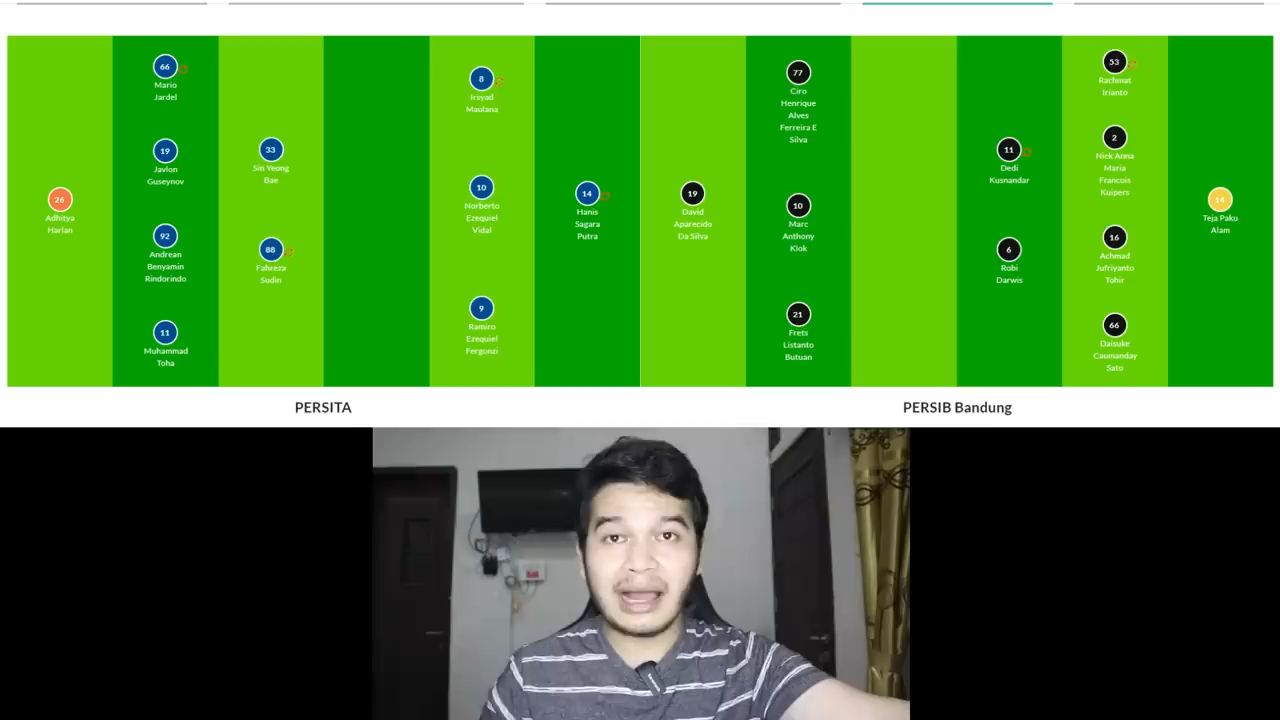 66
Mario
Jardel
19
Javlon
Guseynov
26
Adhitya
Harlan
92
Andrean
Benyamin
Rindorindo
11
Muhammad
Toha
33
Sin Yeong
Bae
88
Fahreza
Sudin
8
Irsyad
Maulana
10
Norberto
Ezequiel
Vidal
9
Ramiro
Ezequiel
Fergonzi
14
Hanis
Sagara
Putra
19
David
Aparecido
Da Silva
77
Ciro
Henrique
Alves
Ferreira E
Silva
10
Marc
Anthony
Klok
21
Frets
Listanto
Butuan
11
Dedi
Kusnandar
6
Robi
Darwis
53
Rachmat
Irianto
2
Nick Anna
Maria
Francois
Kuipers
16
Achmad
Jufriyanto
Tohir
66
Daisuke
Caumanday
Sato
14
Teja Paku
Alam
PERSITA
PERSIB Bandung